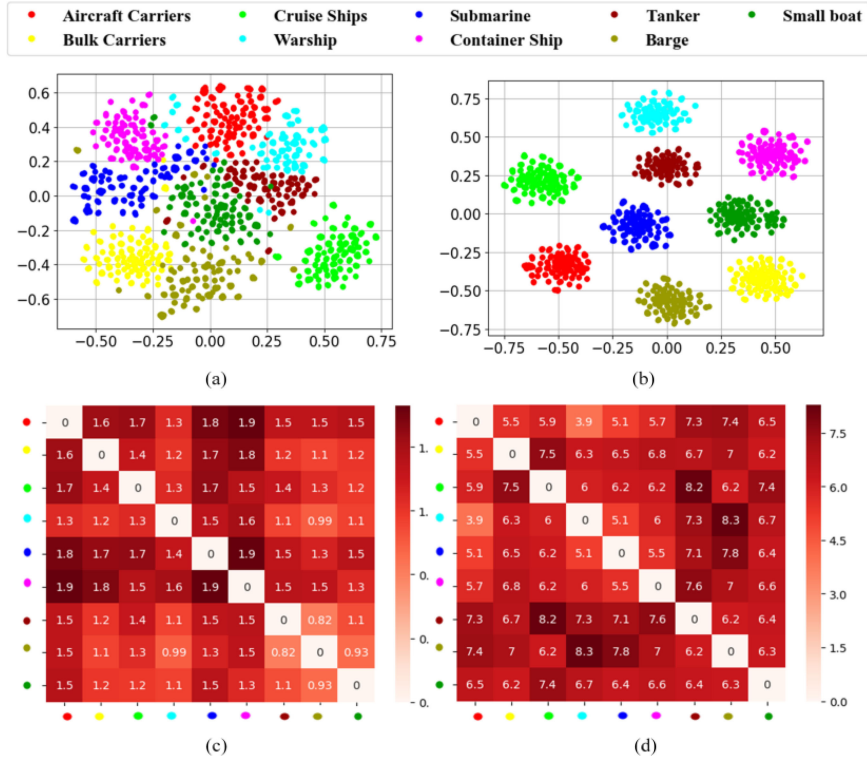 Aircraft Carriers Cruise Ships Submarine Tanker Small boat
Bulk Carriers Warship Container Ship Barge
0.6
0.4
0.2
0.0
−0.2
−0.4
−0.6
−0.50 −0.25 0.00 0.25 0.50 0.75
(a)
0.75
0.50
0.25
0.00
−0.25
−0.50
−0.75
−0.75 −0.50 −0.25 0.00 0.25 0.50
(b)
0 1.6 1.7 1.3 1.8 1.9 1.5 1.5 1.5
1.6 0 1.4 1.2 1.7 1.8 1.2 1.1 1.2
1.7 1.4 0 1.3 1.7 1.5 1.4 1.3 1.2
1.3 1.2 1.3 0 1.5 1.6 1.1 0.99 1.1
1.8 1.7 1.7 1.4 0 1.9 1.5 1.3 1.5
1.9 1.8 1.5 1.6 1.9 0 1.5 1.5 1.3
1.5 1.2 1.4 1.1 1.5 1.5 0 0.82 1.1
1.5 1.1 1.3 0.99 1.3 1.5 0.82 0 0.93
1.5 1.2 1.2 1.1 1.5 1.3 1.1 0.93 0
1.
1.
0.
0.
0.
(c)
0 5.5 5.9 3.9 5.1 5.7 7.3 7.4 6.5
5.5 0 7.5 6.3 6.5 6.8 6.7 7 6.2
5.9 7.5 0 6 6.2 6.2 8.2 6.2 7.4
3.9 6.3 6 0 5.1 6 7.3 8.3 6.7
5.1 6.5 6.2 5.1 0 5.5 7.1 7.8 6.4
5.7 6.8 6.2 6 5.5 0 7.6 7 6.6
7.3 6.7 8.2 7.3 7.1 7.6 0 6.2 6.4
7.4 7 6.2 8.3 7.8 7 6.2 0 6.3
6.5 6.2 7.4 6.7 6.4 6.6 6.4 6.3 0
7.5
6.0
4.5
3.0
1.5
0.0
(d)